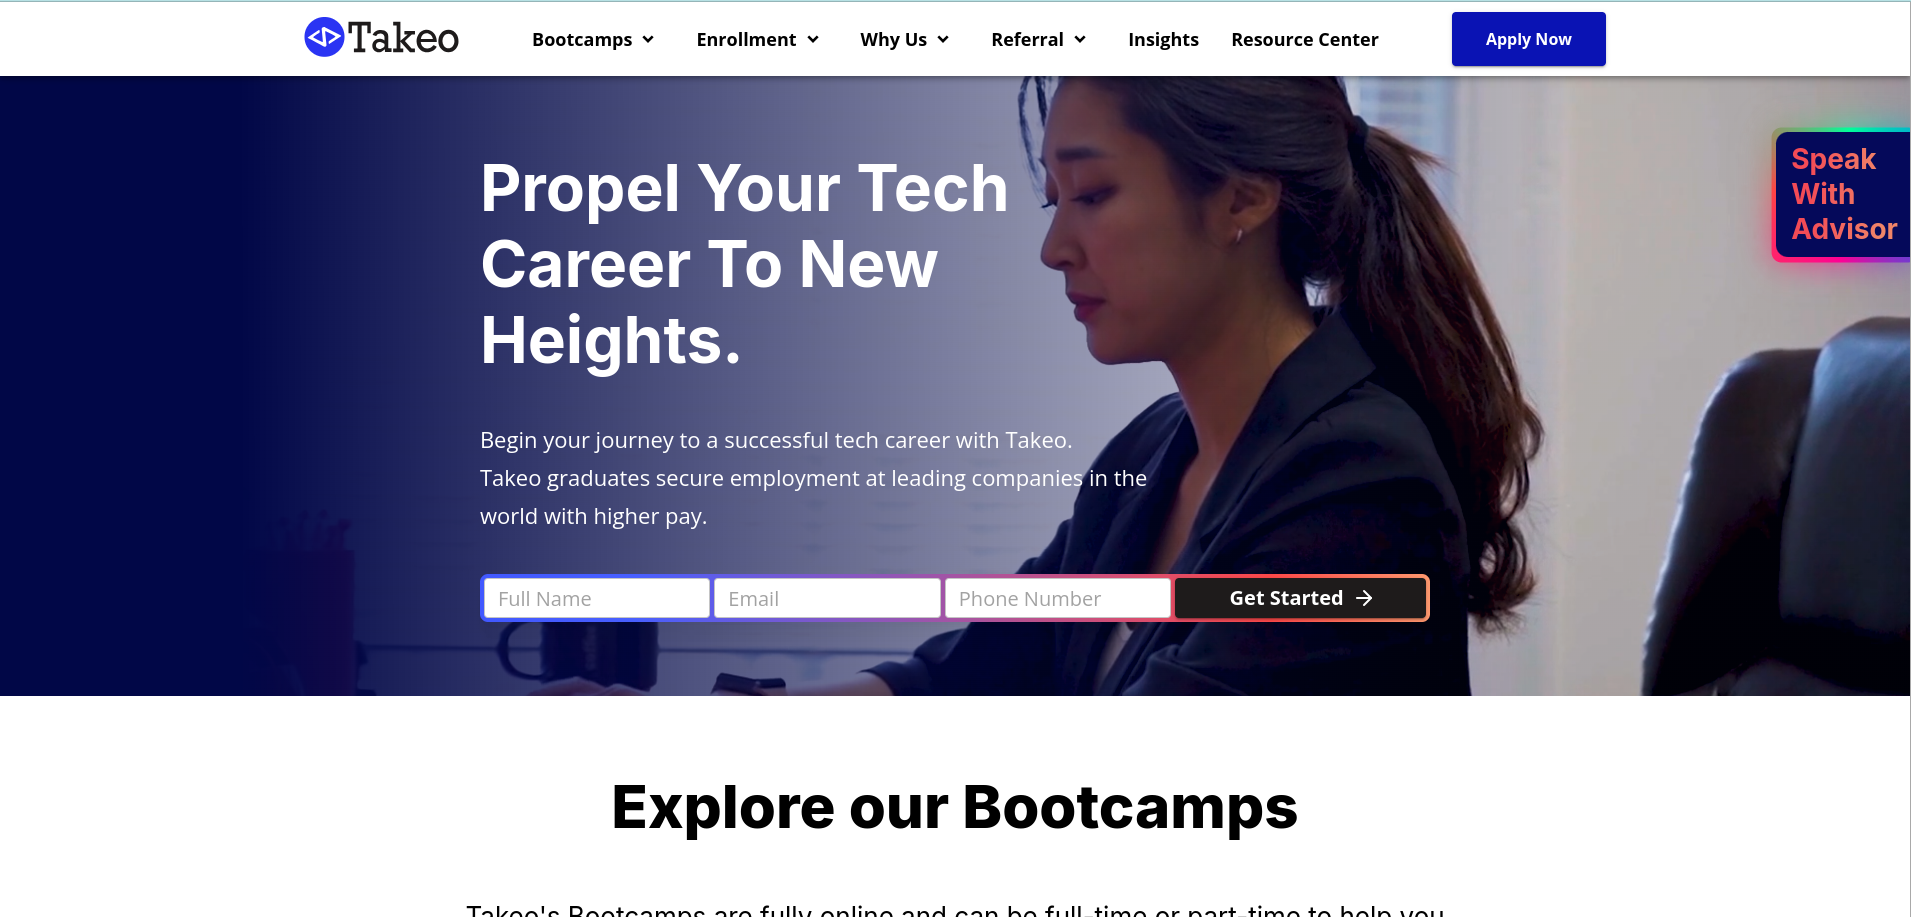 Takeo
Bootcamps
Enrollment
Why Us
Referral
Insights
Resource Center
Apply Now
Propel Your Tech
Career To New
Heights.
Speak
With
Advisor
Begin your journey to a successful tech career with Takeo.
Takeo graduates secure employment at leading companies in the
world with higher pay.
Full Name
Email
Phone Number
Get Started
Explore our Bootcamps
Takeo's Bootcamps are fully online and can be full-time or part-time to help you